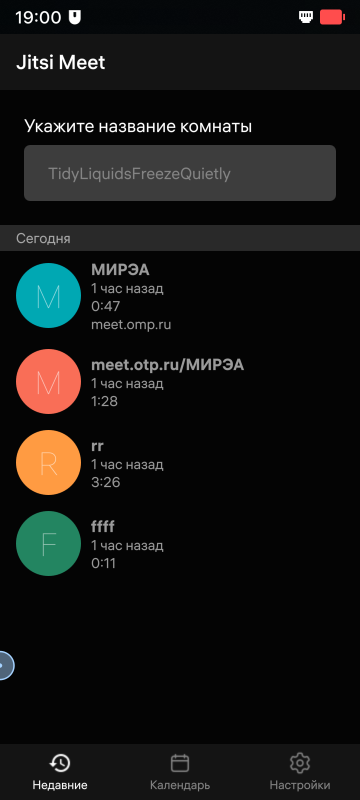 19:00
Jitsi Meet
Укажите название комнаты
TidyLiquidsFreezeQuietly
Сегодня
М
МИРЭА
1 час назад
0:47
meet.omp.ru
М
meet.otp.ru/МИРЭА
1 час назад
1:28
R
rr
1 час назад
3:26
F
ffff
1 час назад
0:11
Недавние
Календарь
Настройки